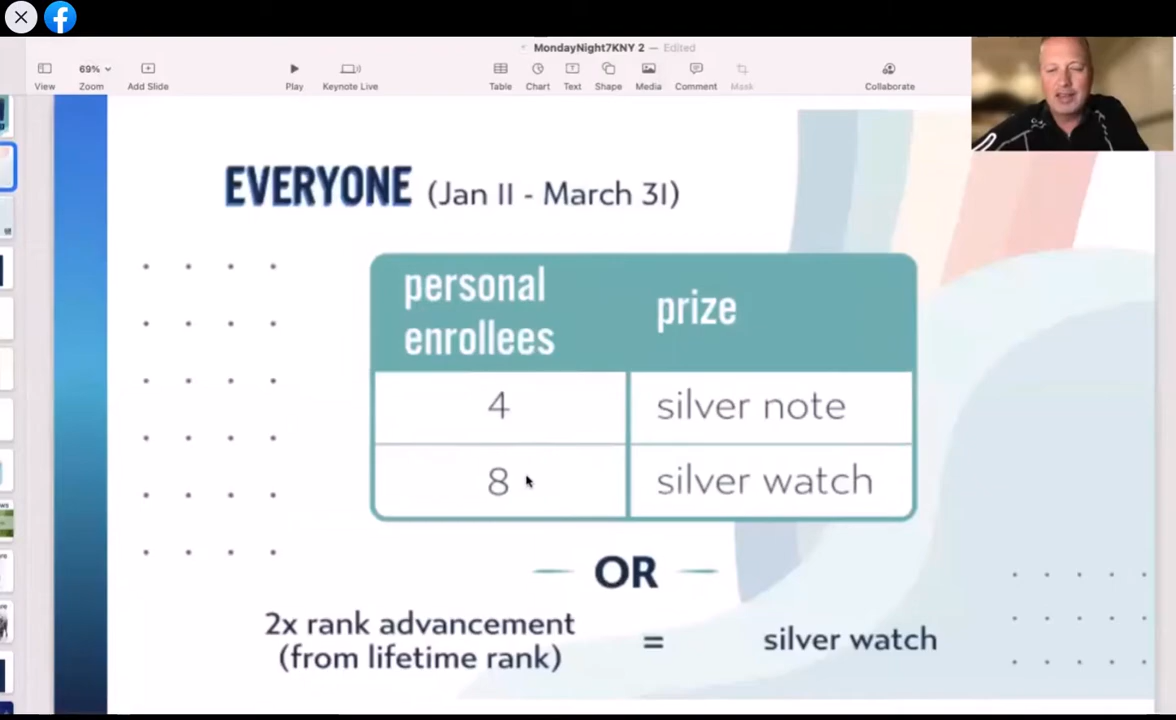 MondayNight7KNY 2 — Edited
69%
View Zoom Add Slide Play Keynote Live Table Chart Text Shape Media Comment Mask Collaborate
EVERYONE (Jan 11 - March 31)
personal enrollees prize
4 silver note
8 silver watch
OR
2x rank advancement
(from lifetime rank) = silver watch